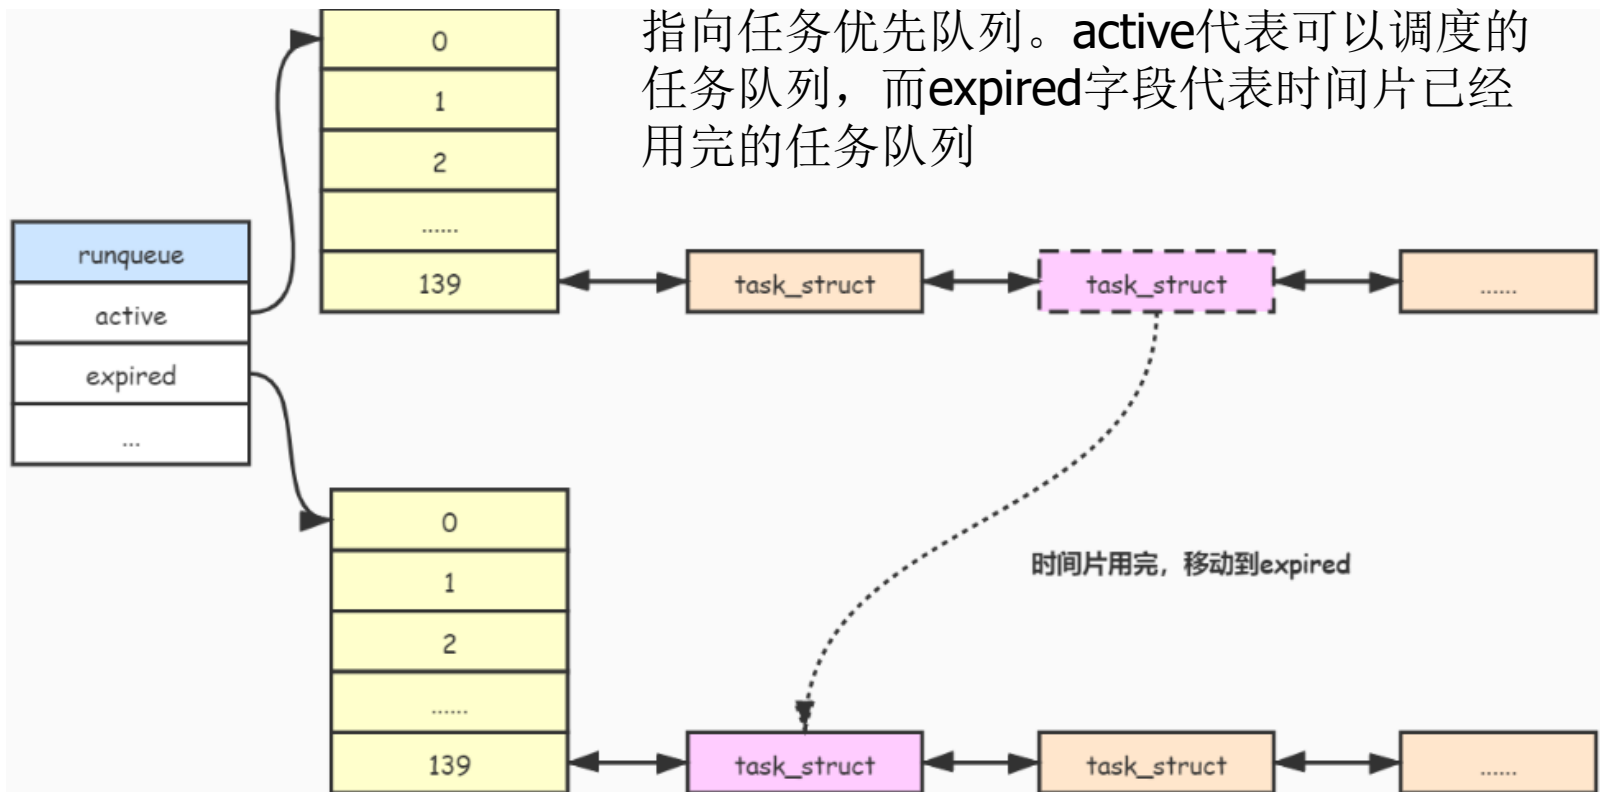 指向任务优先队列。active代表可以调度的
任务队列，而expired字段代表时间片已经
用完的任务队列
0
1
2
......
139
runqueue
active
expired
...
task_struct
task_struct
......
时间片用完，移动到expired
0
1
2
......
139
task_struct
task_struct
......